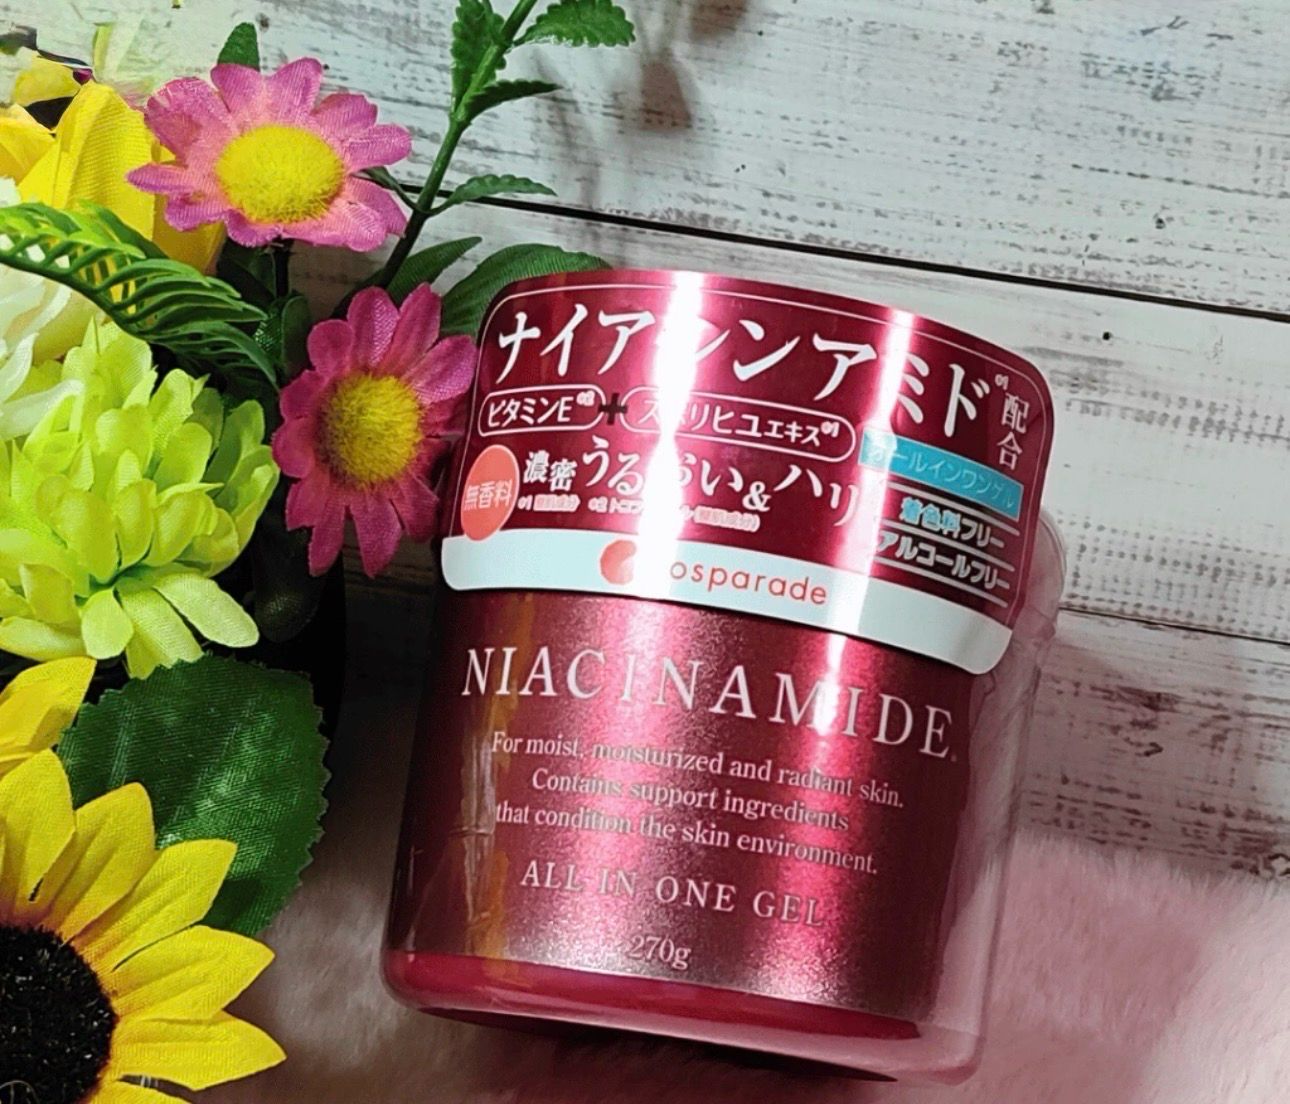 ナイアシンアミド※1配合
ビタミンE※2+スベリヒユエキス※1
オールインワンゲル
無香料
濃密うるおい&ハリ
着色料フリー
アルコールフリー
osparade
NIACINAMIDE.
For moist, moisturized and radiant skin.
Contains support ingredients
that condition the skin environment.
ALL IN ONE GEL
270g